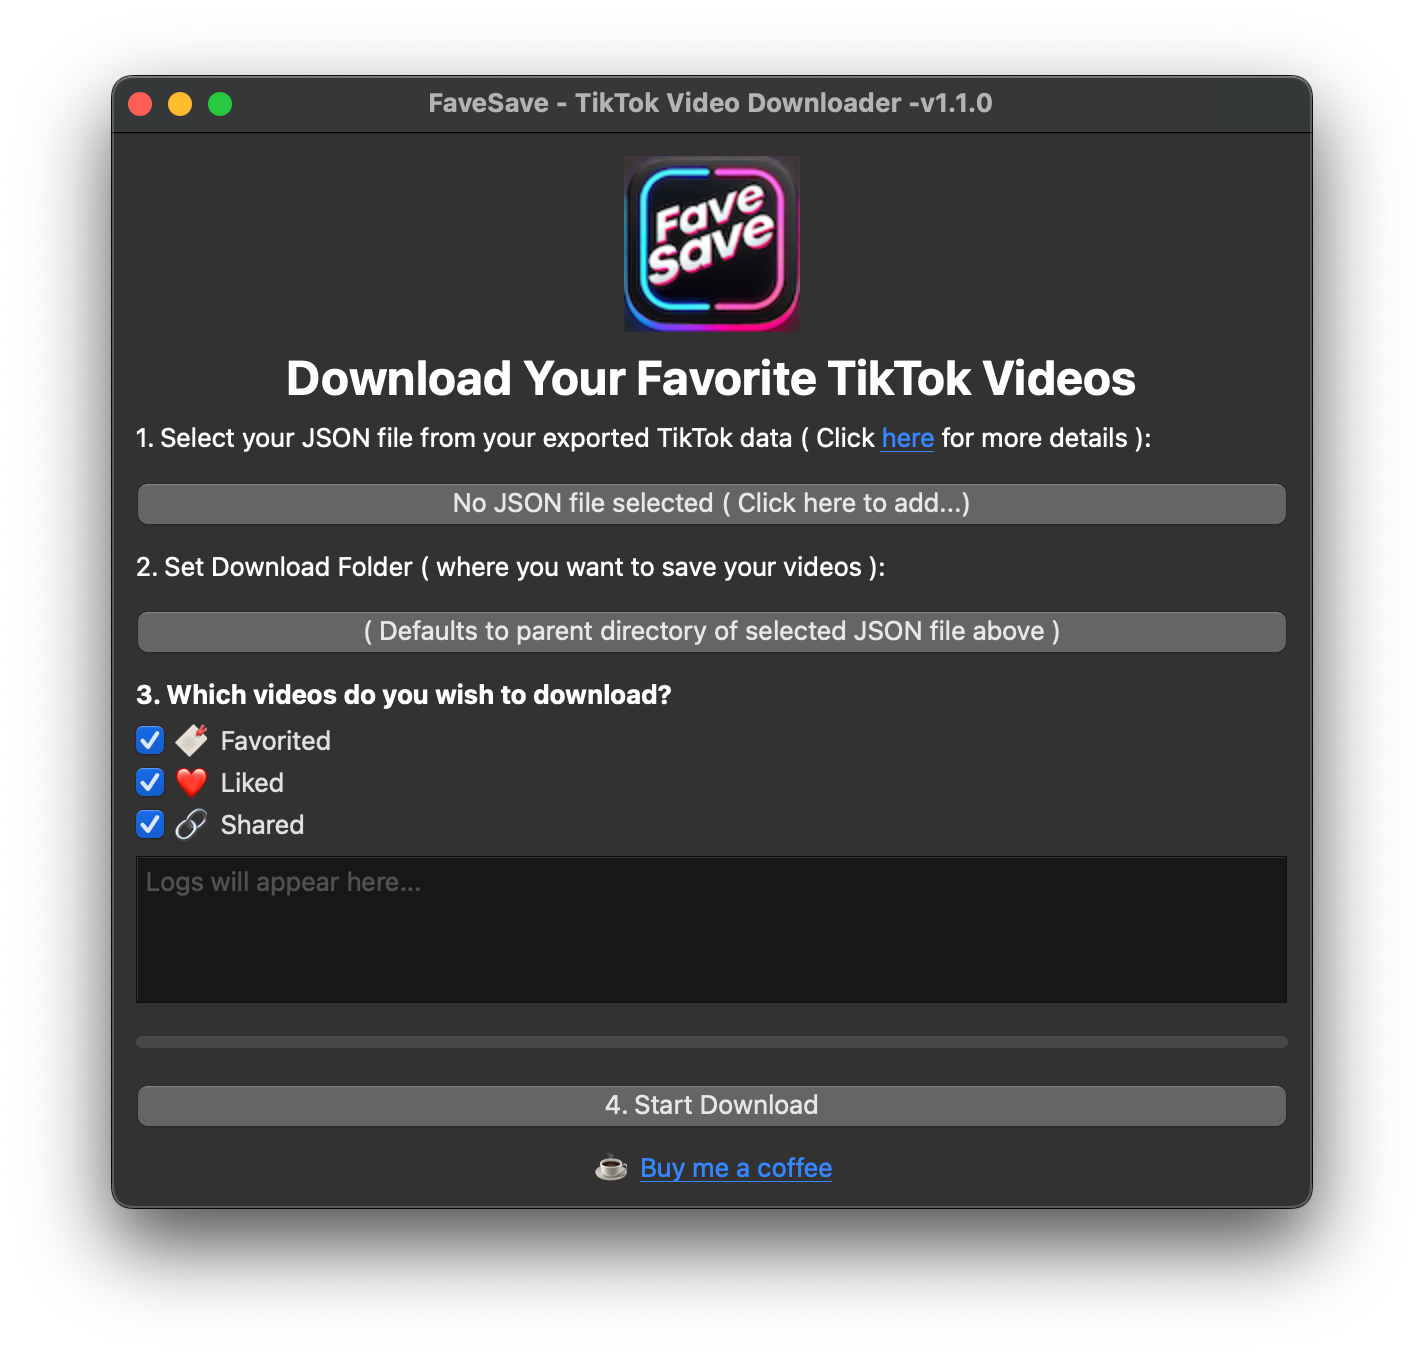 FaveSave - TikTok Video Downloader -v1.1.0
Fave
Save
Download Your Favorite TikTok Videos
1. Select your JSON file from your exported TikTok data ( Click here for more details ):
No JSON file selected ( Click here to add...)
2. Set Download Folder ( where you want to save your videos ):
( Defaults to parent directory of selected JSON file above )
3. Which videos do you wish to download?
Favorited
Liked
Shared
Logs will appear here...
4. Start Download
Buy me a coffee